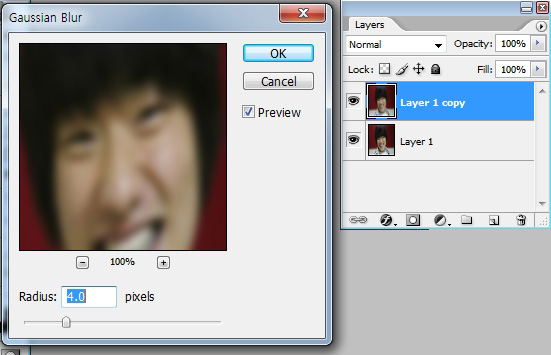 Gaussian Blur
OK
Cancel
Preview
100%
Radius: 4.0 pixels
Layers
Normal Opacity: 100%
Lock: Fill: 100%
Layer 1 copy
Layer 1